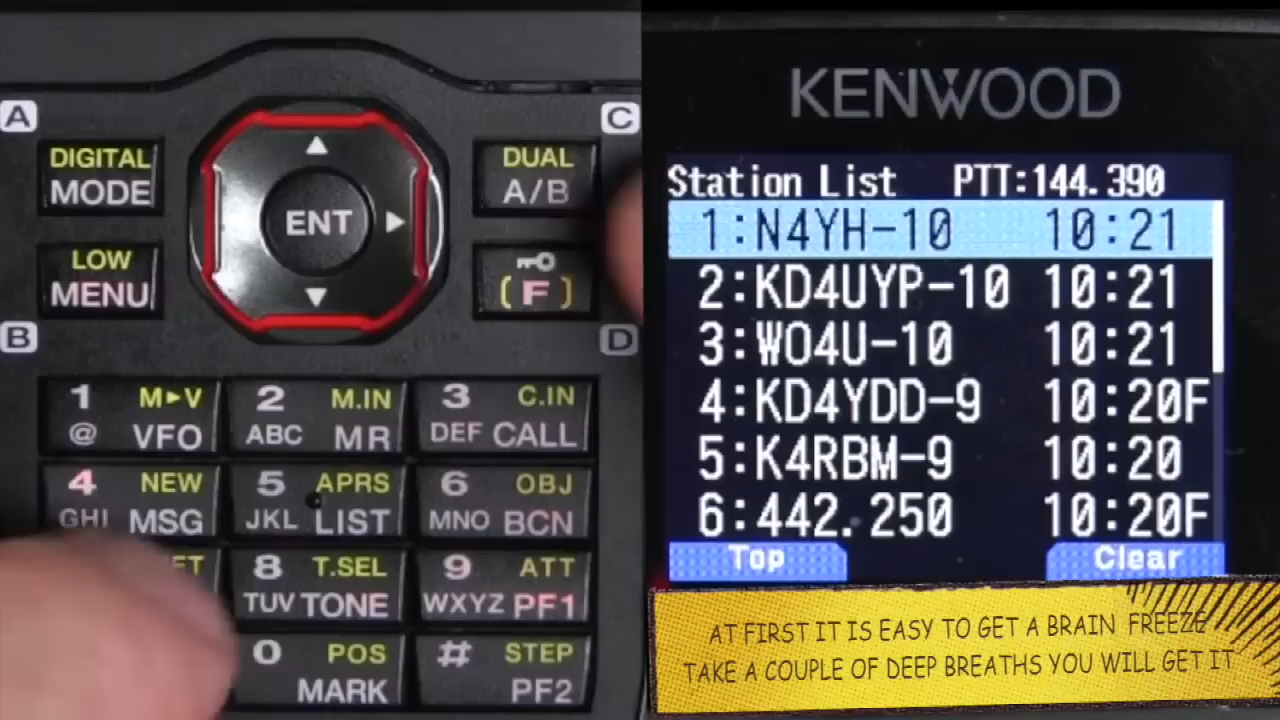 A
DIGITAL
MODE
LOW
MENU
B
ENT
C
DUAL
A/B
(F)
D
1 M►V
@ VFO
2 M.IN
ABC MR
3 C.IN
DEF CALL
4 NEW
GHI MSG
5 APRS
JKL LIST
6 OBJ
MNO BCN
8 T.SEL
TUV TONE
9 ATT
WXYZ PF1
0 POS
MARK
# STEP
PF2
KENWOOD
Station List PTT:144.390
1:N4YH-10 10:21
2:KD4UYP-10 10:21
3:WO4U-10 10:21
4:KD4YDD-9 10:20F
5:K4RBM-9 10:20
6:442.250 10:20F
Top Clear
AT FIRST IT IS EASY TO GET A BRAIN FREEZE
TAKE A COUPLE OF DEEP BREATHS YOU WILL GET IT